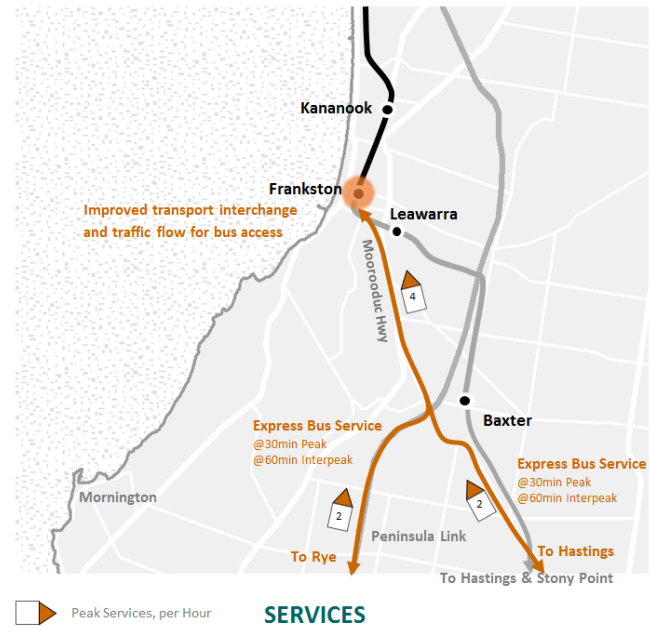 Kananook
Frankston
Improved transport interchange
and traffic flow for bus access
Leawarra
Moorooduc Hwy
4
Baxter
Express Bus Service
@30min Peak
@60min Interpeak
Express Bus Service
@30min Peak
@60min Interpeak
Mornington
2
2
Peninsula Link
To Rye
To Hastings
To Hastings & Stony Point
Peak Services, per Hour
SERVICES